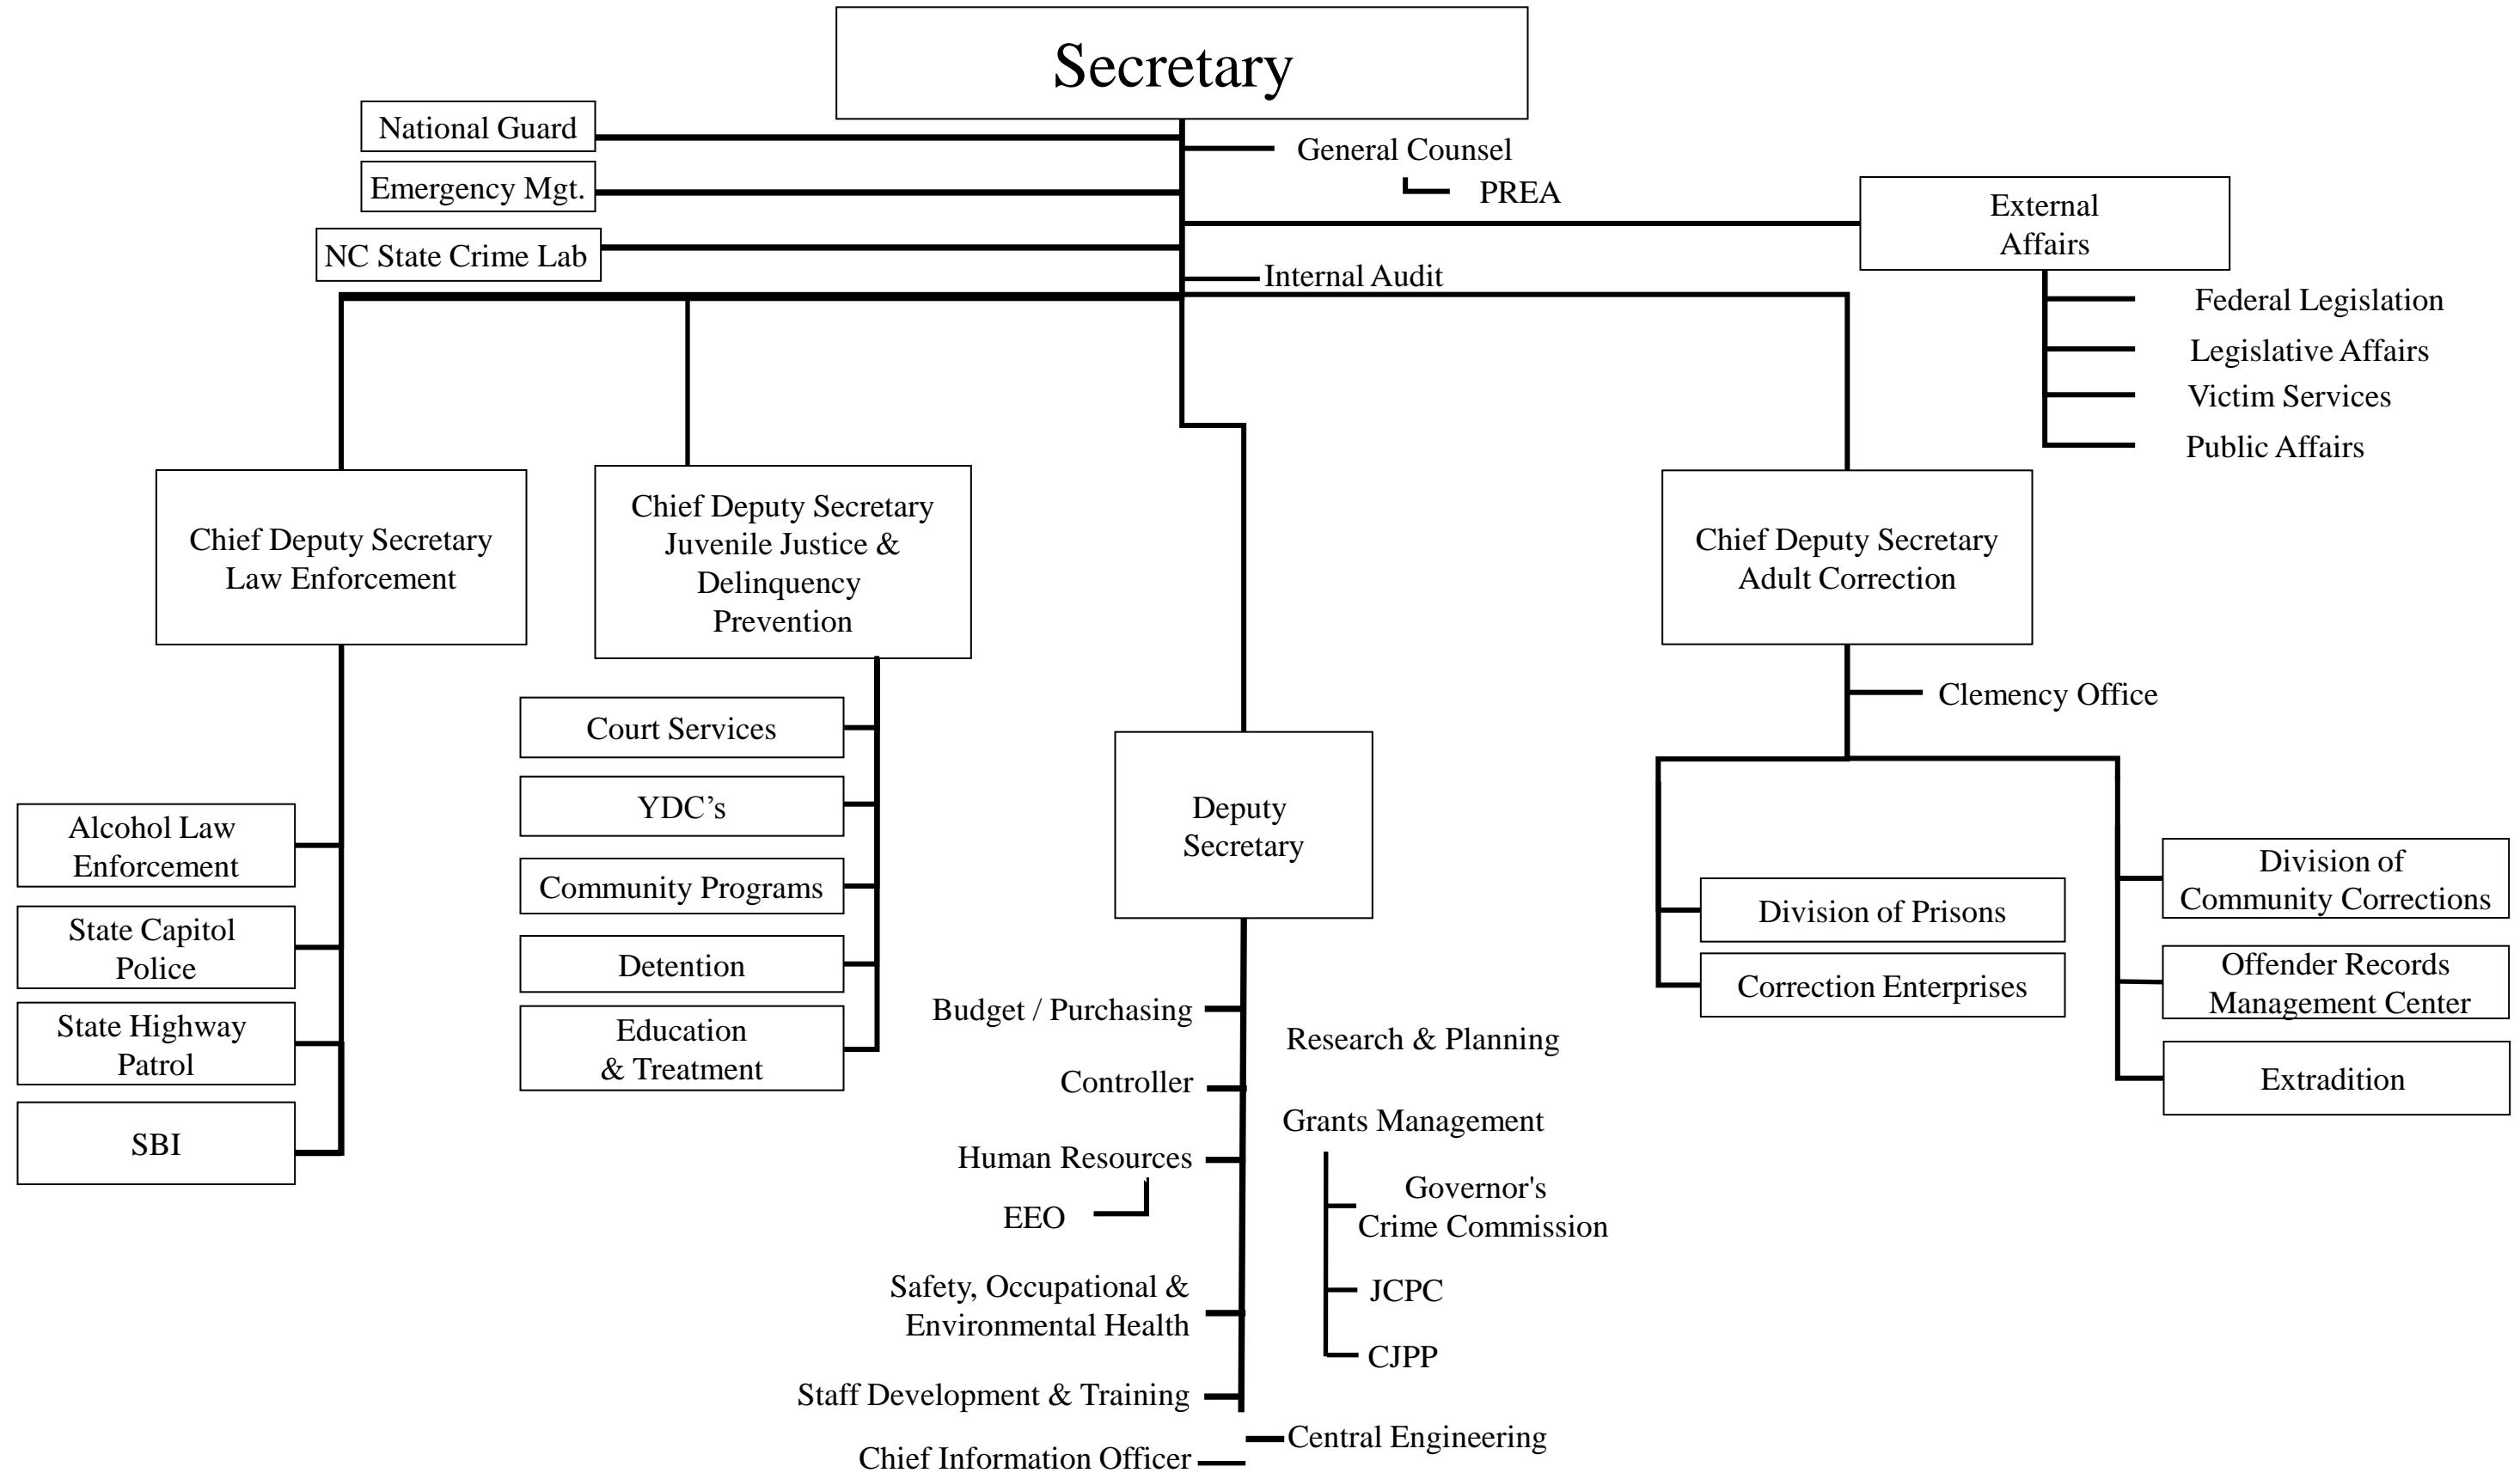 Secretary
National Guard
General Counsel
Emergency Mgt.
PREA
External
Affairs
NC State Crime Lab
Internal Audit
Federal Legislation
Legislative Affairs
Victim Services
Public Affairs
Chief Deputy Secretary
Law Enforcement
Chief Deputy Secretary
Juvenile Justice &
Delinquency
Prevention
Chief Deputy Secretary
Adult Correction
Clemency Office
Alcohol Law
Enforcement
State Capitol
Police
State Highway
Patrol
SBI
Court Services
YDC’s
Community Programs
Detention
Education
& Treatment
Deputy
Secretary
Budget / Purchasing
Research & Planning
Controller
Grants Management
Human Resources
EEO
Governor's
Crime Commission
Safety, Occupational &
Environmental Health
JCPC
CJPP
Staff Development & Training
Central Engineering
Chief Information Officer
Division of Prisons
Correction Enterprises
Division of
Community Corrections
Offender Records
Management Center
Extradition